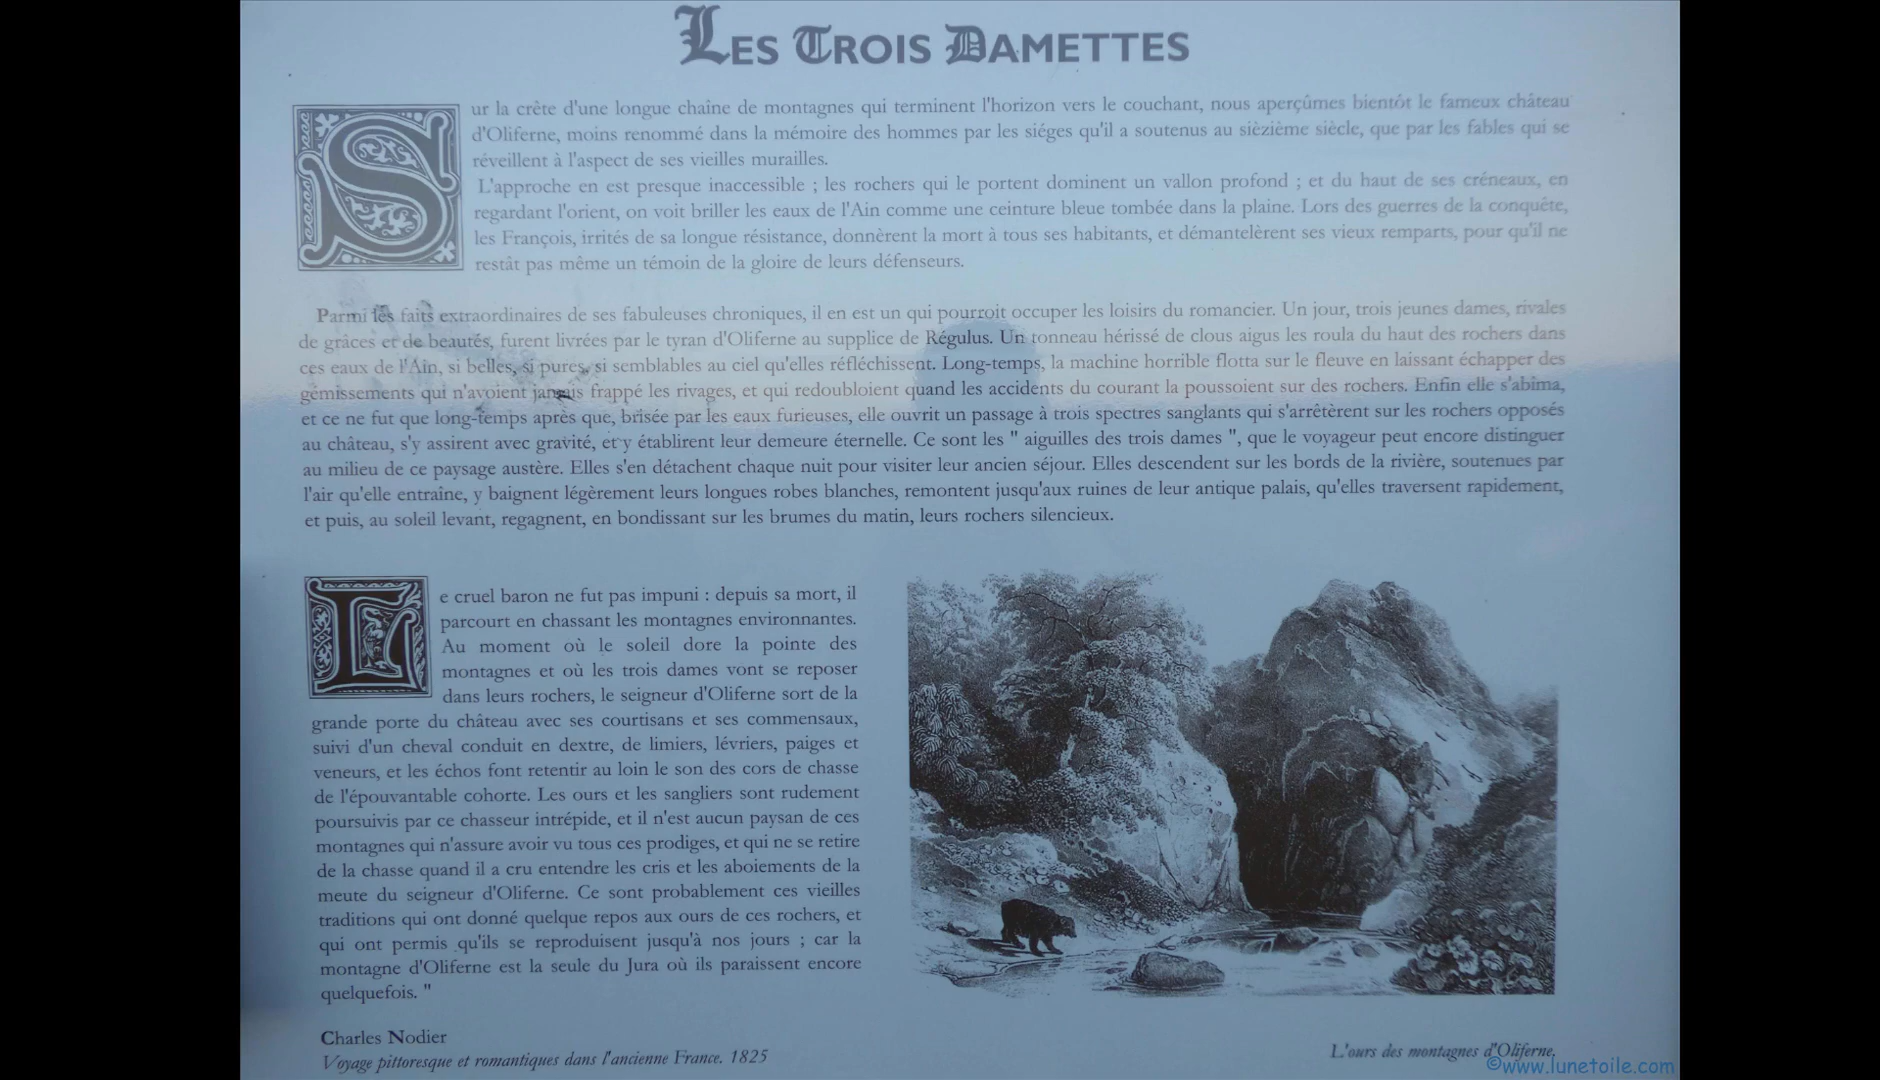 LES TROIS DAMETTES
Sur la crête d'une longue chaîne de montagnes qui terminent l'horizon vers le couchant, nous aperçûmes bientôt le fameux château
d'Oliferne, moins renommé dans la mémoire des hommes par les siéges qu'il a soutenus au sièzième siècle, que par les fables qui se
réveillent à l'aspect de ses vieilles murailles.
L'approche en est presque inaccessible ; les rochers qui le portent dominent un vallon profond ; et du haut de ses créneaux, en
regardant l'orient, on voit briller les eaux de l'Ain comme une ceinture bleue tombée dans la plaine. Lors des guerres de la conquête,
les François, irrités de sa longue résistance, donnèrent la mort à tous ses habitants, et démantelèrent ses vieux remparts, pour qu'il ne
restât pas même un témoin de la gloire de leurs défenseurs.
Parmi les faits extraordinaires de ses fabuleuses chroniques, il en est un qui pourroit occuper les loisirs du romancier. Un jour, trois jeunes dames, rivales
de grâces et de beautés, furent livrées par le tyran d'Oliferne au supplice de Régulus. Un tonneau hérissé de clous aigus les roula du haut des rochers dans
ces eaux de l'Ain, si belles, si pures, si semblables au ciel qu'elles réfléchissent. Long-temps, la machine horrible flotta sur le fleuve en laissant échapper des
gémissements qui n'avoient jamais frappé les rivages, et qui redoubloient quand les accidents du courant la poussoient sur des rochers. Enfin elle s'abîma,
et ce ne fut que long-temps après que, brisée par les eaux furieuses, elle ouvrit un passage à trois spectres sanglants qui s'arrêtèrent sur les rochers opposés
au château, s'y assirent avec gravité, et y établirent leur demeure éternelle. Ce sont les " aiguilles des trois dames ", que le voyageur peut encore distinguer
au milieu de ce paysage austère. Elles s'en détachent chaque nuit pour visiter leur ancien séjour. Elles descendent sur les bords de la rivière, soutenues par
l'air qu'elle entraîne, y baignent légèrement leurs longues robes blanches, remontent jusqu'aux ruines de leur antique palais, qu'elles traversent rapidement,
et puis, au soleil levant, regagnent, en bondissant sur les brumes du matin, leurs rochers silencieux.
Le cruel baron ne fut pas impuni : depuis sa mort, il
parcourt en chassant les montagnes environnantes.
Au moment où le soleil dore la pointe des
montagnes et où les trois dames vont se reposer
dans leurs rochers, le seigneur d'Oliferne sort de la
grande porte du château avec ses courtisans et ses commensaux,
suivi d'un cheval conduit en dextre, de limiers, lévriers, paiges et
veneurs, et les échos font retentir au loin le son des cors de chasse
de l'épouvantable cohorte. Les ours et les sangliers sont rudement
poursuivis par ce chasseur intrépide, et il n'est aucun paysan de ces
montagnes qui n'assure avoir vu tous ces prodiges, et qui ne se retire
de la chasse quand il a cru entendre les cris et les aboiements de la
meute du seigneur d'Oliferne. Ce sont probablement ces vieilles
traditions qui ont donné quelque repos aux ours de ces rochers, et
qui ont permis qu'ils se reproduisent jusqu'à nos jours ; car la
montagne d'Oliferne est la seule du Jura où ils paraissent encore
quelquefois. "
Charles Nodier
Voyage pittoresque et romantiques dans l'ancienne France. 1825
L'ours des montagnes d'Oliferne.
©www.lunetoile.com